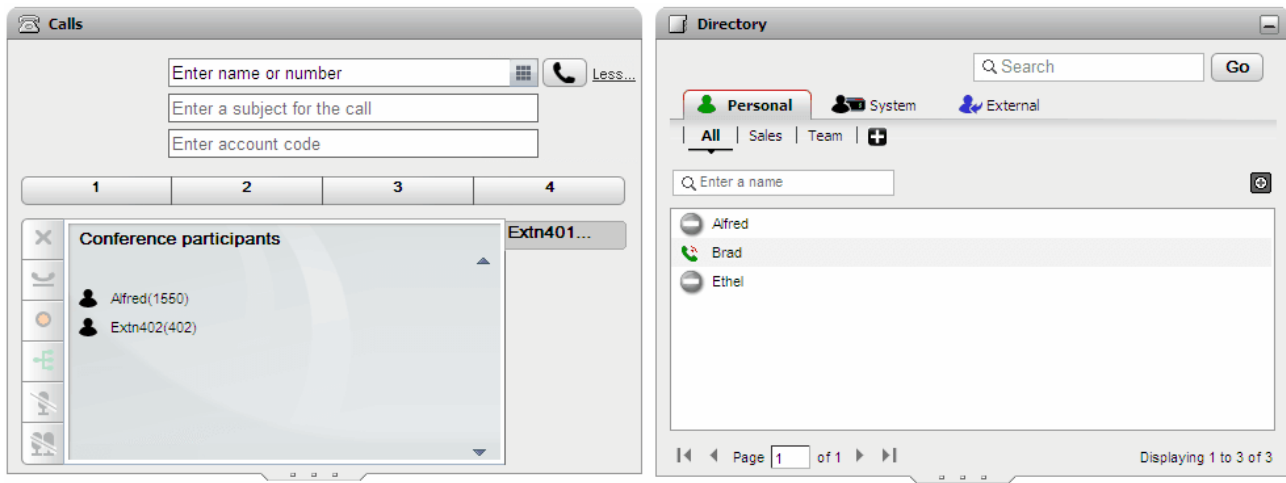 Calls
Enter name or number
Less...
Enter a subject for the call
Enter account code
1 2 3 4
Conference participants
Extn401...
Alfred(1550)
Extn402(402)
Directory
Search Go
Personal System External
All | Sales | Team |
Enter a name
Alfred
Brad
Ethel
Page 1 of 1 Displaying 1 to 3 of 3